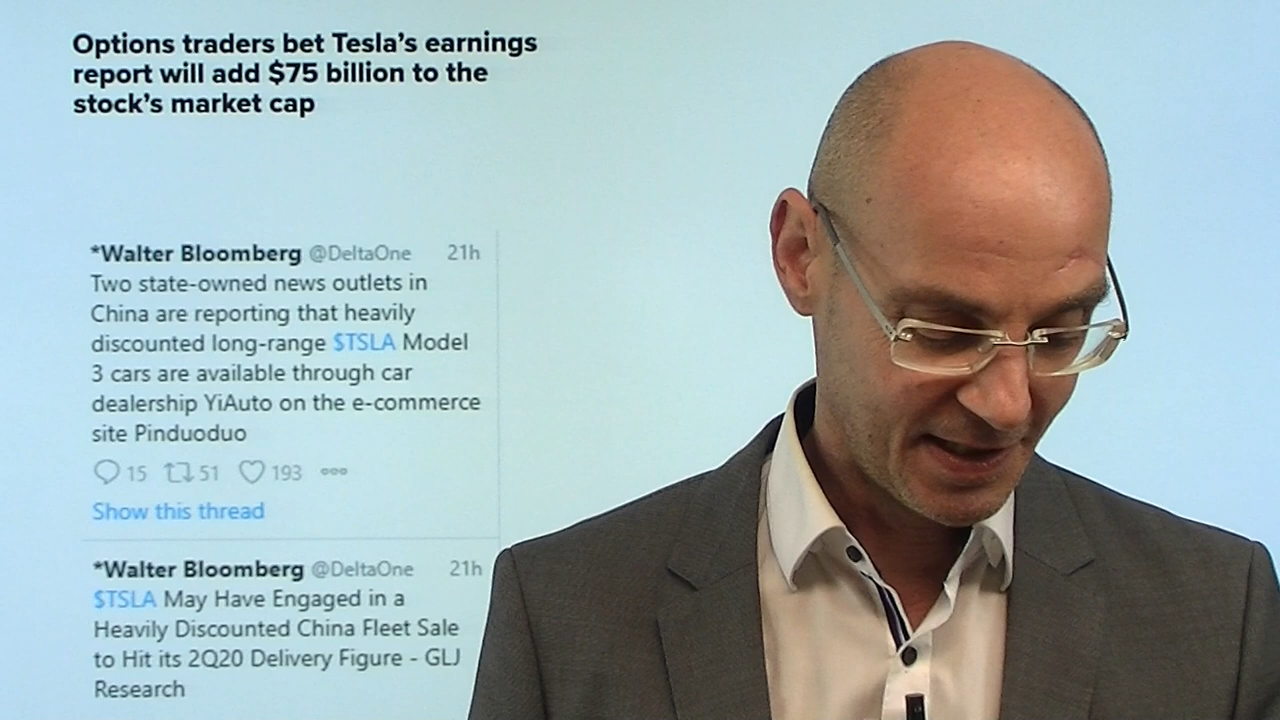 Options traders bet Tesla's earnings
report will add $75 billion to the
stock's market cap
*Walter Bloomberg @DeltaOne 21h
Two state-owned news outlets in
China are reporting that heavily
discounted long-range $TSLA Model
3 cars are available through car
dealership YiAuto on the e-commerce
site Pinduoduo
15 51 193
Show this thread
*Walter Bloomberg @DeltaOne 21h
$TSLA May Have Engaged in a
Heavily Discounted China Fleet Sale
to Hit its 2Q20 Delivery Figure - GLJ
Research